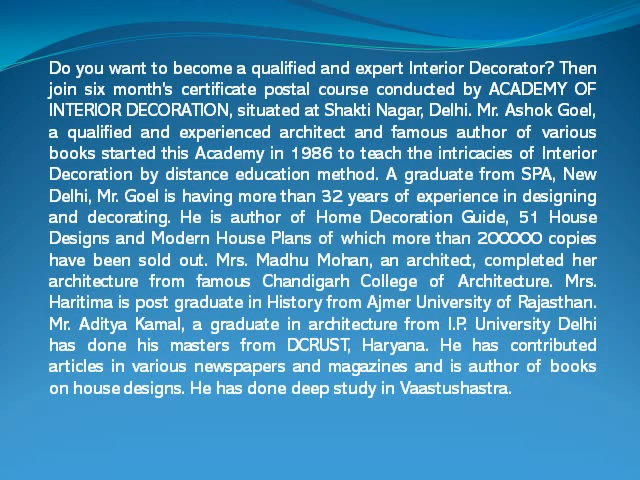 Do you want to become a qualified and expert Interior Decorator? Then
join six month's certificate postal course conducted by ACADEMY OF
INTERIOR DECORATION, situated at Shakti Nagar, Delhi. Mr. Ashok Goel,
a qualified and experienced architect and famous author of various
books started this Academy in 1986 to teach the intricacies of Interior
Decoration by distance education method. A graduate from SPA, New
Delhi, Mr. Goel is having more than 32 years of experience in designing
and decorating. He is author of Home Decoration Guide, 51 House
Designs and Modern House Plans of which more than 200000 copies
have been sold out. Mrs. Madhu Mohan, an architect, completed her
architecture from famous Chandigarh College of Architecture. Mrs.
Haritima is post graduate in History from Ajmer University of Rajasthan.
Mr. Aditya Kamal, a graduate in architecture from I.P. University Delhi
has done his masters from DCRUST, Haryana. He has contributed
articles in various newspapers and magazines and is author of books
on house designs. He has done deep study in Vaastushastra.